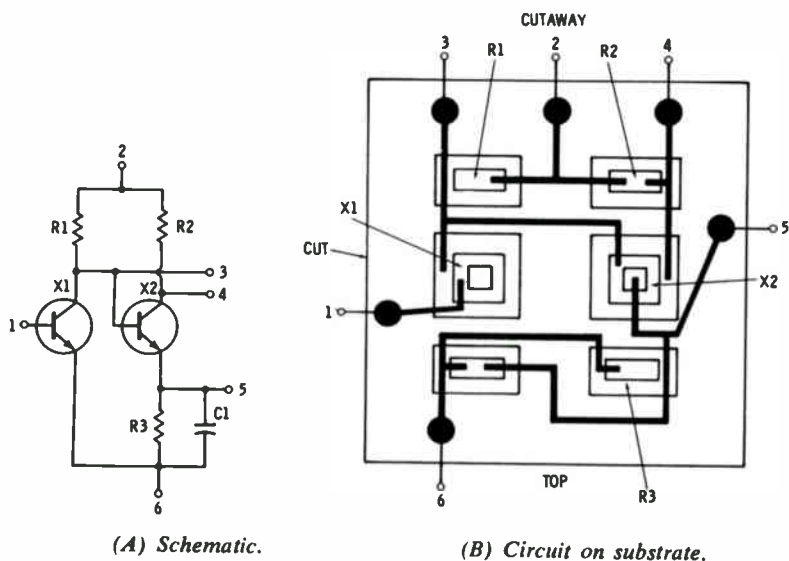 2
R1
R2
3
4
X1
X2
1
5
R3
C1
6
(A) Schematic.
CUTAWAY
3
R1
2
R2
4
X1
5
CUT
X2
1
6
TOP
R3
(B) Circuit on substrate.